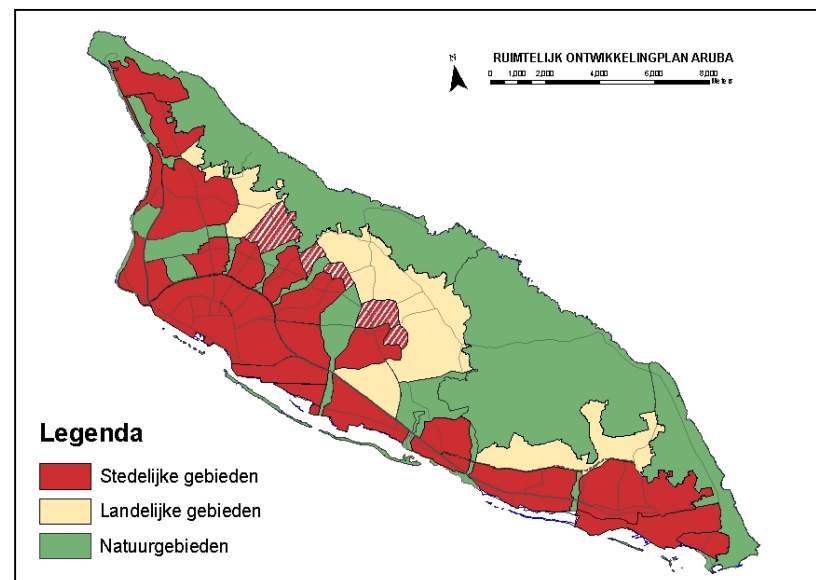 RUIMTELIJK ONTWIKKELINGPLAN ARUBA
N
0 1,000 2,000 4,000 6,000 8,000
Meters
Legenda
Stedelijke gebieden
Landelijke gebieden
Natuurgebieden